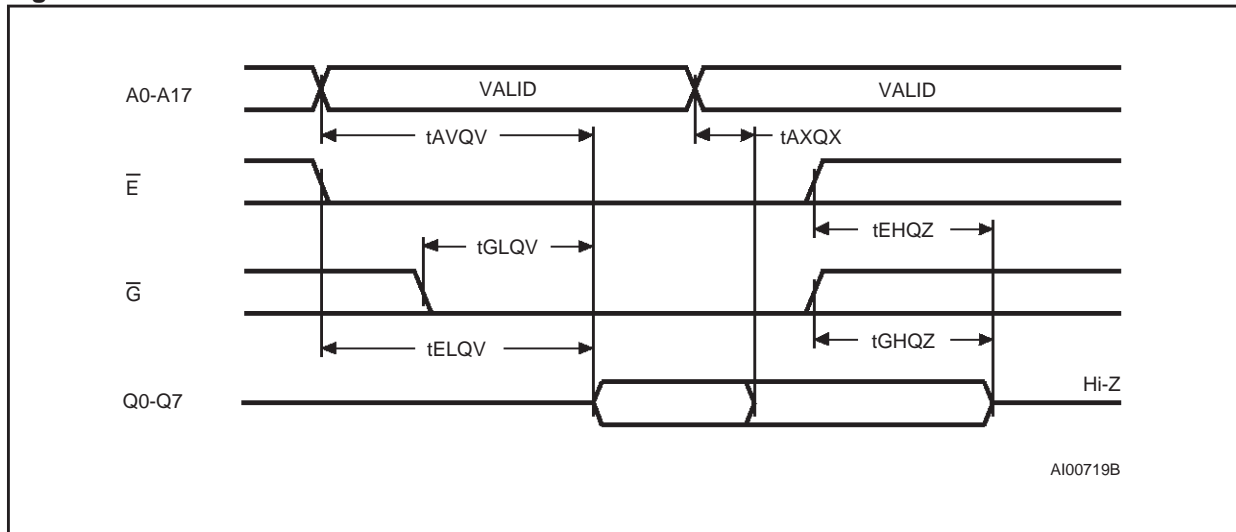 A0-A17
VALID
VALID
tAVQV
tAXQX
E
tEHQZ
tGLQV
G
tGHQZ
tELQV
Q0-Q7
Hi-Z
AI00719B